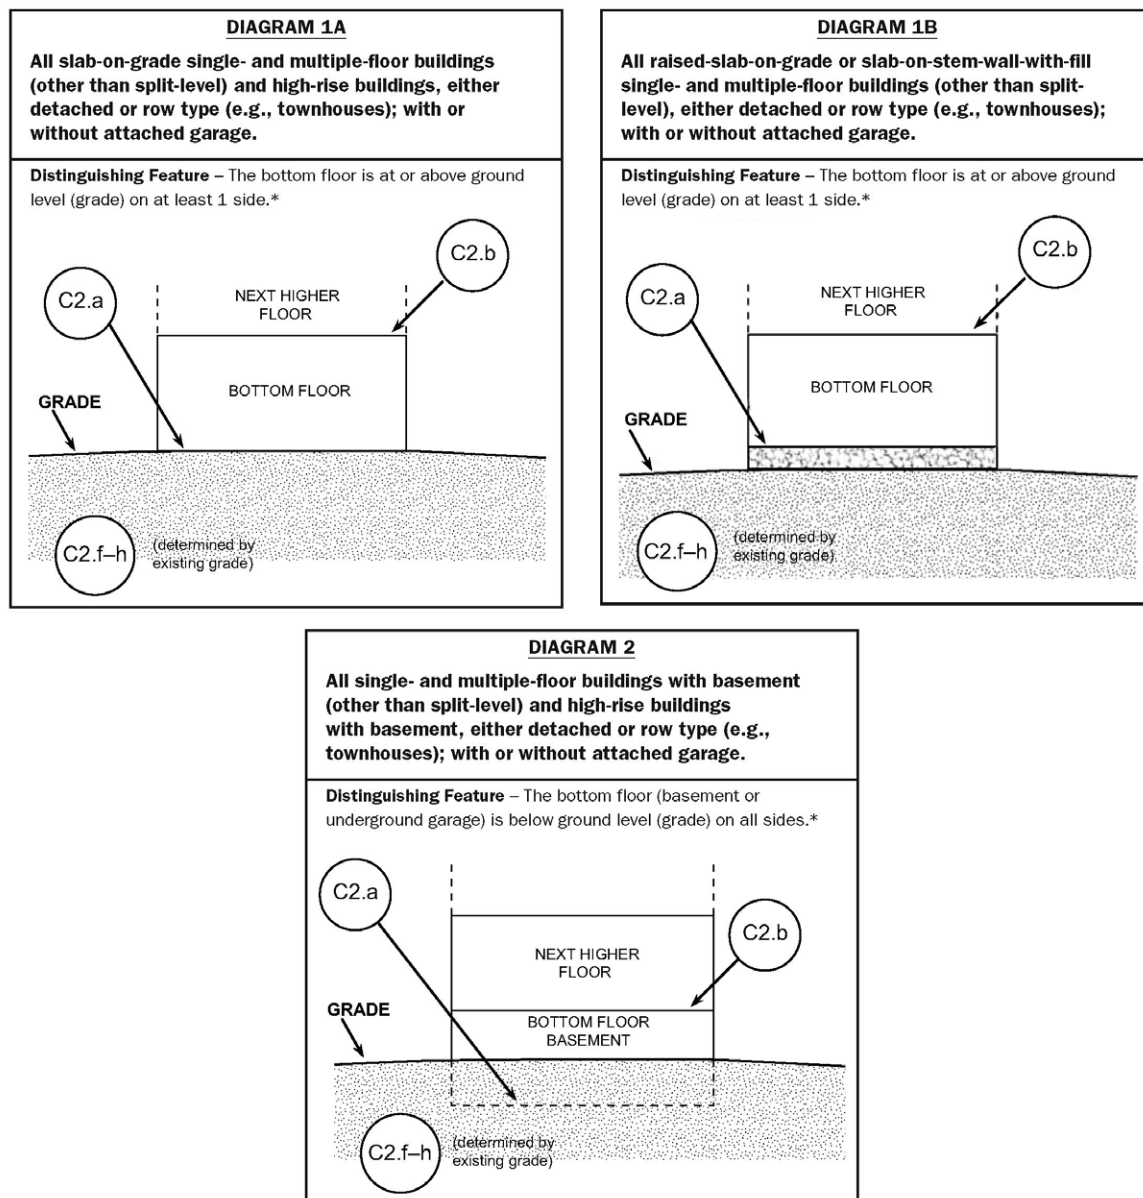 DIAGRAM 1A
All slab-on-grade single- and multiple-floor buildings
(other than split-level) and high-rise buildings, either
detached or row type (e.g., townhouses); with or
without attached garage.
Distinguishing Feature – The bottom floor is at or above ground
level (grade) on at least 1 side.*
C2.b
C2.a
NEXT HIGHER
FLOOR
BOTTOM FLOOR
GRADE
C2.f–h
(determined by
existing grade)
DIAGRAM 1B
All raised-slab-on-grade or slab-on-stem-wall-with-fill
single- and multiple-floor buildings (other than split-
level), either detached or row type (e.g., townhouses);
with or without attached garage.
Distinguishing Feature – The bottom floor is at or above ground
level (grade) on at least 1 side.*
C2.b
C2.a
NEXT HIGHER
FLOOR
BOTTOM FLOOR
GRADE
C2.f–h
(determined by
existing grade)
DIAGRAM 2
All single- and multiple-floor buildings with basement
(other than split-level) and high-rise buildings
with basement, either detached or row type (e.g.,
townhouses); with or without attached garage.
Distinguishing Feature – The bottom floor (basement or
underground garage) is below ground level (grade) on all sides.*
C2.a
C2.b
NEXT HIGHER
FLOOR
GRADE
BOTTOM FLOOR
BASEMENT
C2.f–h
(determined by
existing grade)